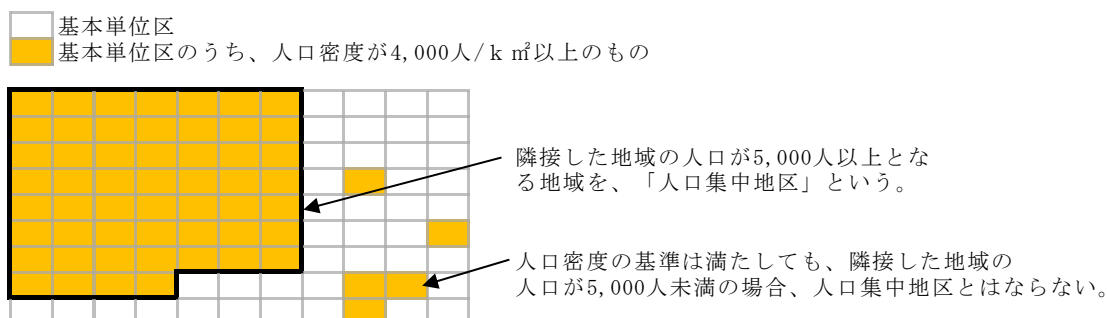 基本単位区
基本単位区のうち、人口密度が4,000人/ｋ㎡以上のもの
隣接した地域の人口が5,000人以上とな
る地域を、「人口集中地区」という。
人口密度の基準は満たしても、隣接した地域の
人口が5,000人未満の場合、人口集中地区とはならない。